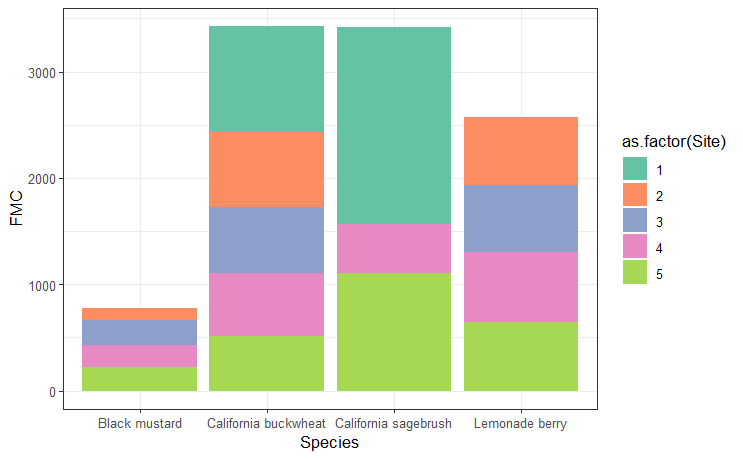 FMC
3000
2000
1000
0
Black mustard
California buckwheat
California sagebrush
Lemonade berry
Species
as.factor(Site)
1
2
3
4
5